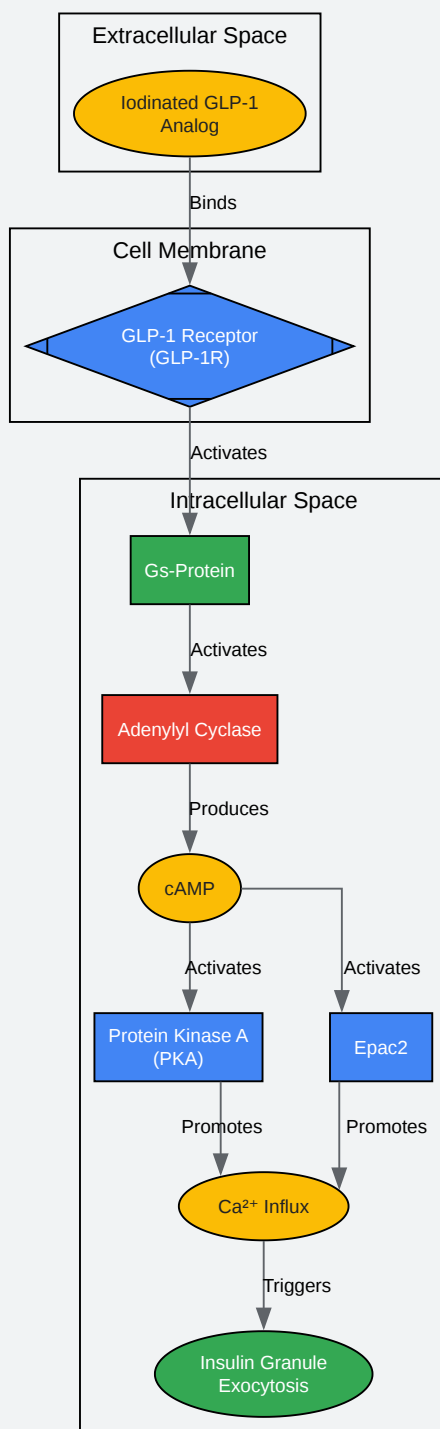 Extracellular Space
Iodinated GLP-1
Analog
Binds
Cell Membrane
GLP-1 Receptor
(GLP-1R)
Activates
Intracellular Space
Gs-Protein
Activates
Adenylyl Cyclase
Produces
cAMP
Activates
Activates
Protein Kinase A
(PKA)
Epac2
Promotes
Promotes
Ca²⁺ Influx
Triggers
Insulin Granule
Exocytosis